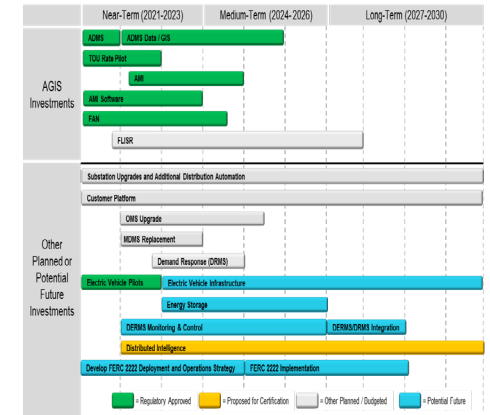 Near-Term (2021-2023) Medium-Term (2024-2026) Long-Term (2027-2030)
AGIS
Investments
ADMS ADMS Data / GIS
TOU Rate Pilot
AMI
AMI Software
FAN
FLISR
Other
Planned or
Potential
Future
Investments
Substation Upgrades and Additional Distribution Automation
Customer Platform
OMS Upgrade
MDMS Replacement
Demand Response (DRMS)
Electric Vehicle Pilots Electric Vehicle Infrastructure
Energy Storage
DERMS Monitoring & Control DERMS/DRMS Integration
Distributed Intelligence
Develop FERC 2222 Deployment and Operations Strategy FERC 2222 Implementation
= Regulatory Approved = Proposed for Certification = Other Planned / Budgeted = Potential Future